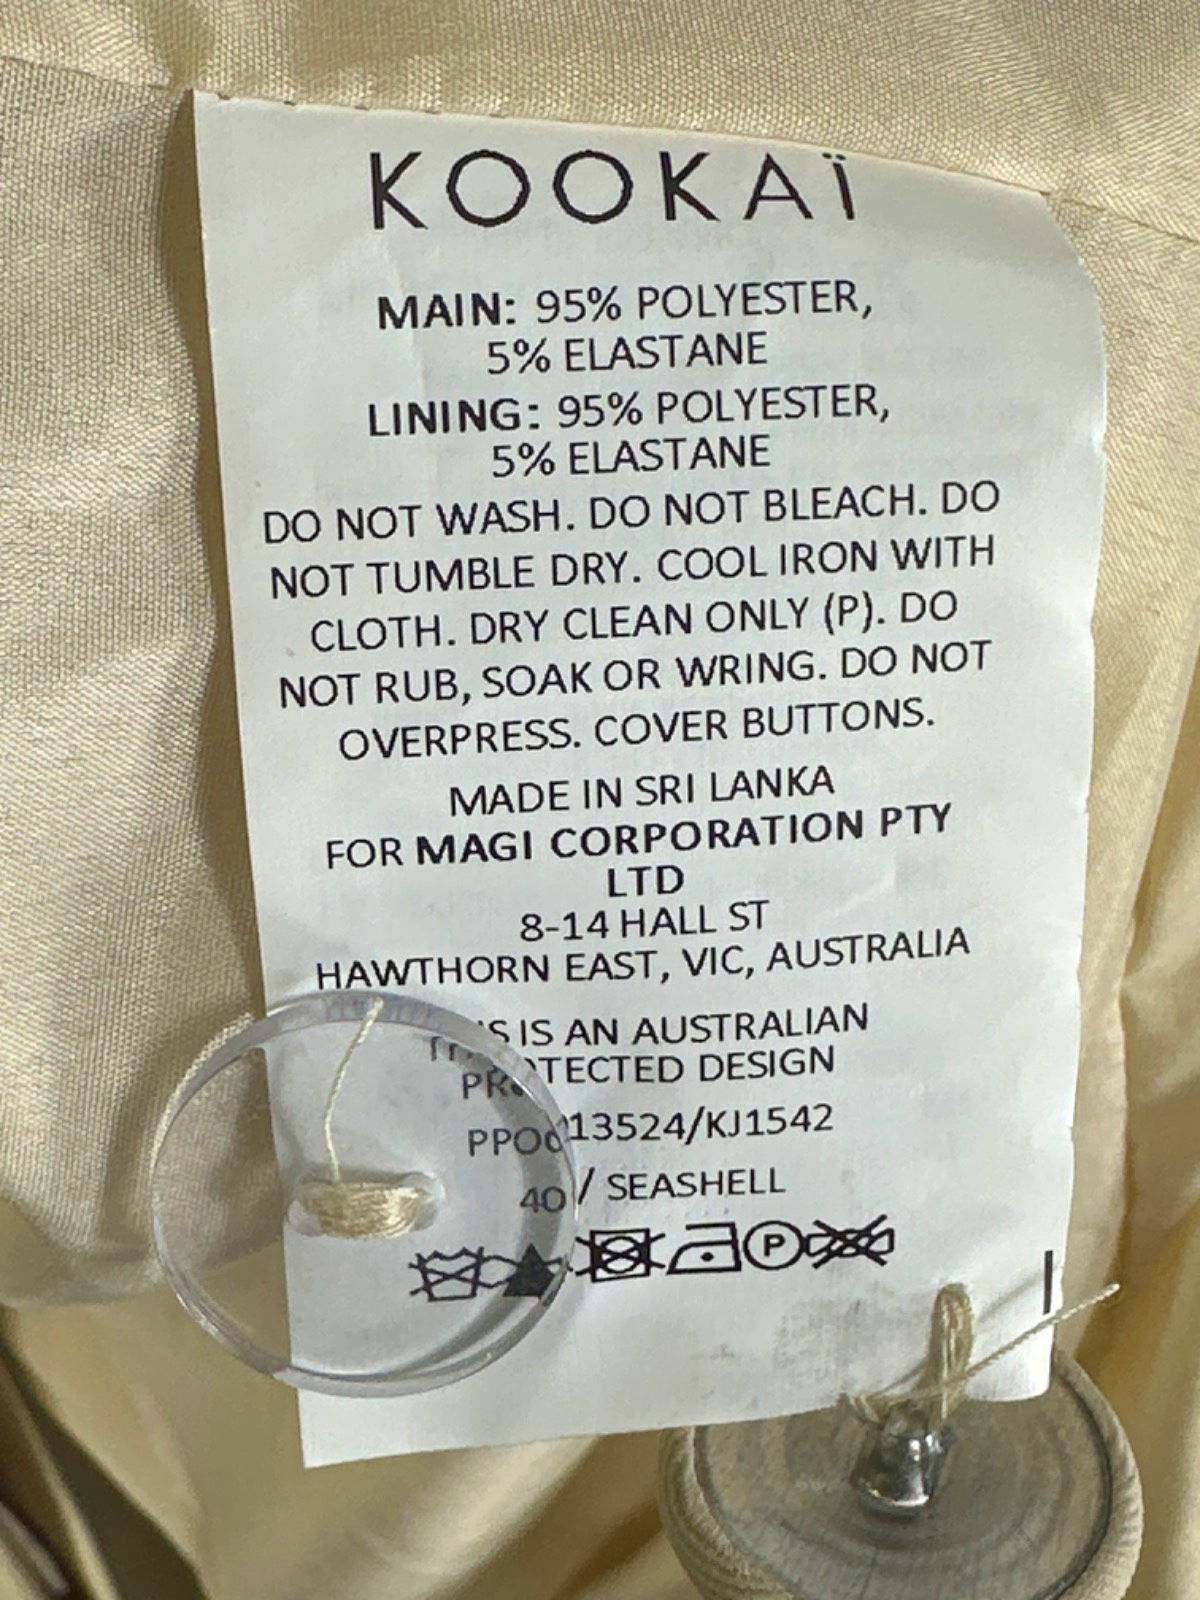 KOOKAÏ
MAIN: 95% POLYESTER,
5% ELASTANE
LINING: 95% POLYESTER,
5% ELASTANE
DO NOT WASH. DO NOT BLEACH. DO
NOT TUMBLE DRY. COOL IRON WITH
CLOTH. DRY CLEAN ONLY (P). DO
NOT RUB, SOAK OR WRING. DO NOT
OVERPRESS. COVER BUTTONS.
MADE IN SRI LANKA
FOR MAGI CORPORATION PTY
LTD
8-14 HALL ST
HAWTHORN EAST, VIC, AUSTRALIA
THIS IS AN AUSTRALIAN
PROTECTED DESIGN
PPO013524/KJ1542
40 / SEASHELL
P